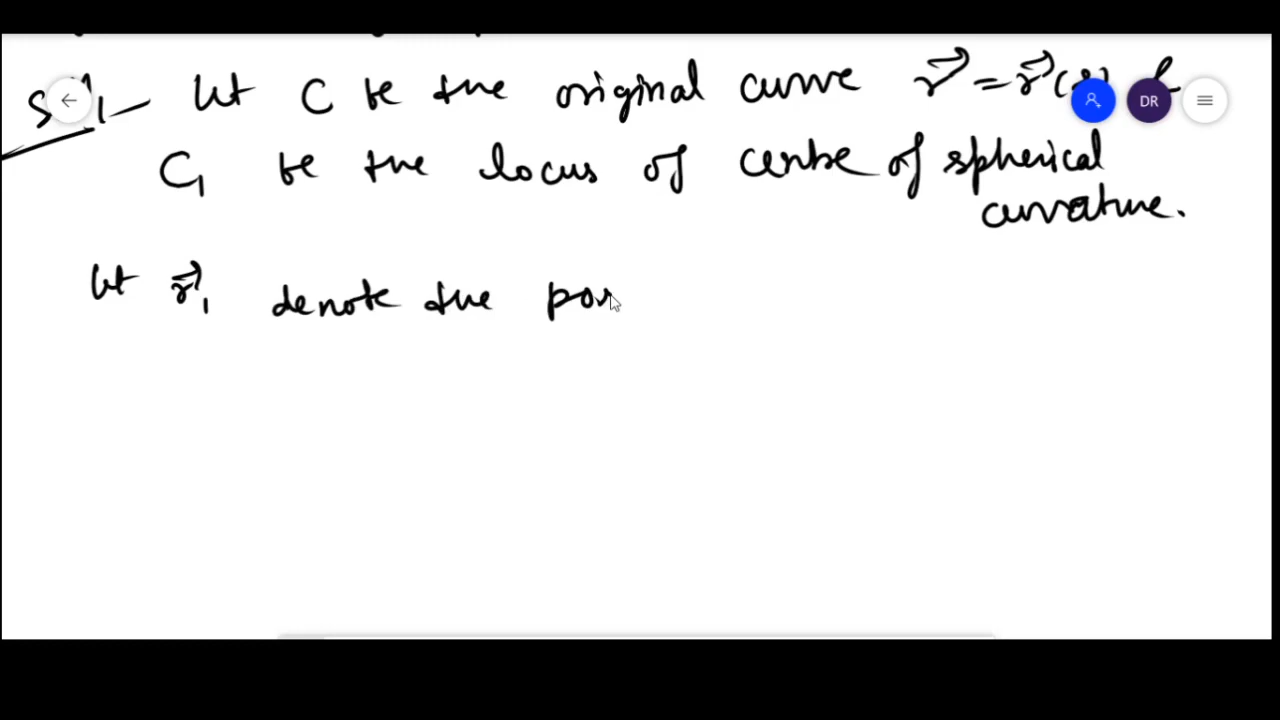 Let C be the original curve r⃗ = r⃗(s) &
C₁ be the locus of centre of spherical
curvature.
Let r⃗₁ denote the pos
DR